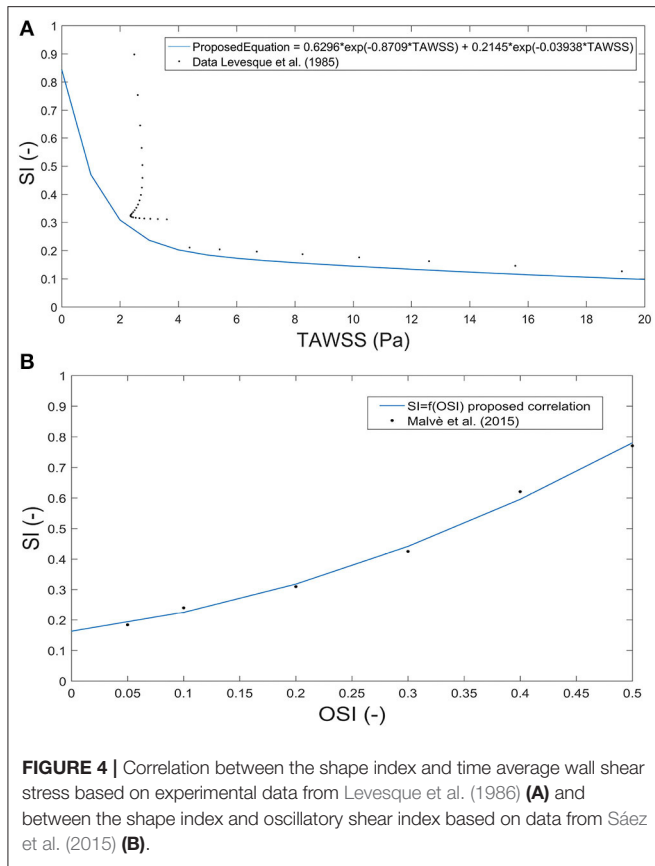 A
ProposedEquation = 0.6296*exp(-0.8709*TAWSS) + 0.2145*exp(-0.03938*TAWSS)
Data Levesque et al. (1985)
1
0.9
0.8
0.7
0.6
0.5
0.4
0.3
0.2
0.1
0
SI (-)
0 2 4 6 8 10 12 14 16 18 20
TAWSS (Pa)
B
SI=f(OSI) proposed correlation
Malvè et al. (2015)
1
0.9
0.8
0.7
0.6
0.5
0.4
0.3
0.2
0.1
0
SI (-)
0 0.05 0.1 0.15 0.2 0.25 0.3 0.35 0.4 0.45 0.5
OSI (-)
FIGURE 4 | Correlation between the shape index and time average wall shear
stress based on experimental data from Levesque et al. (1986) (A) and
between the shape index and oscillatory shear index based on data from Sáez
et al. (2015) (B).